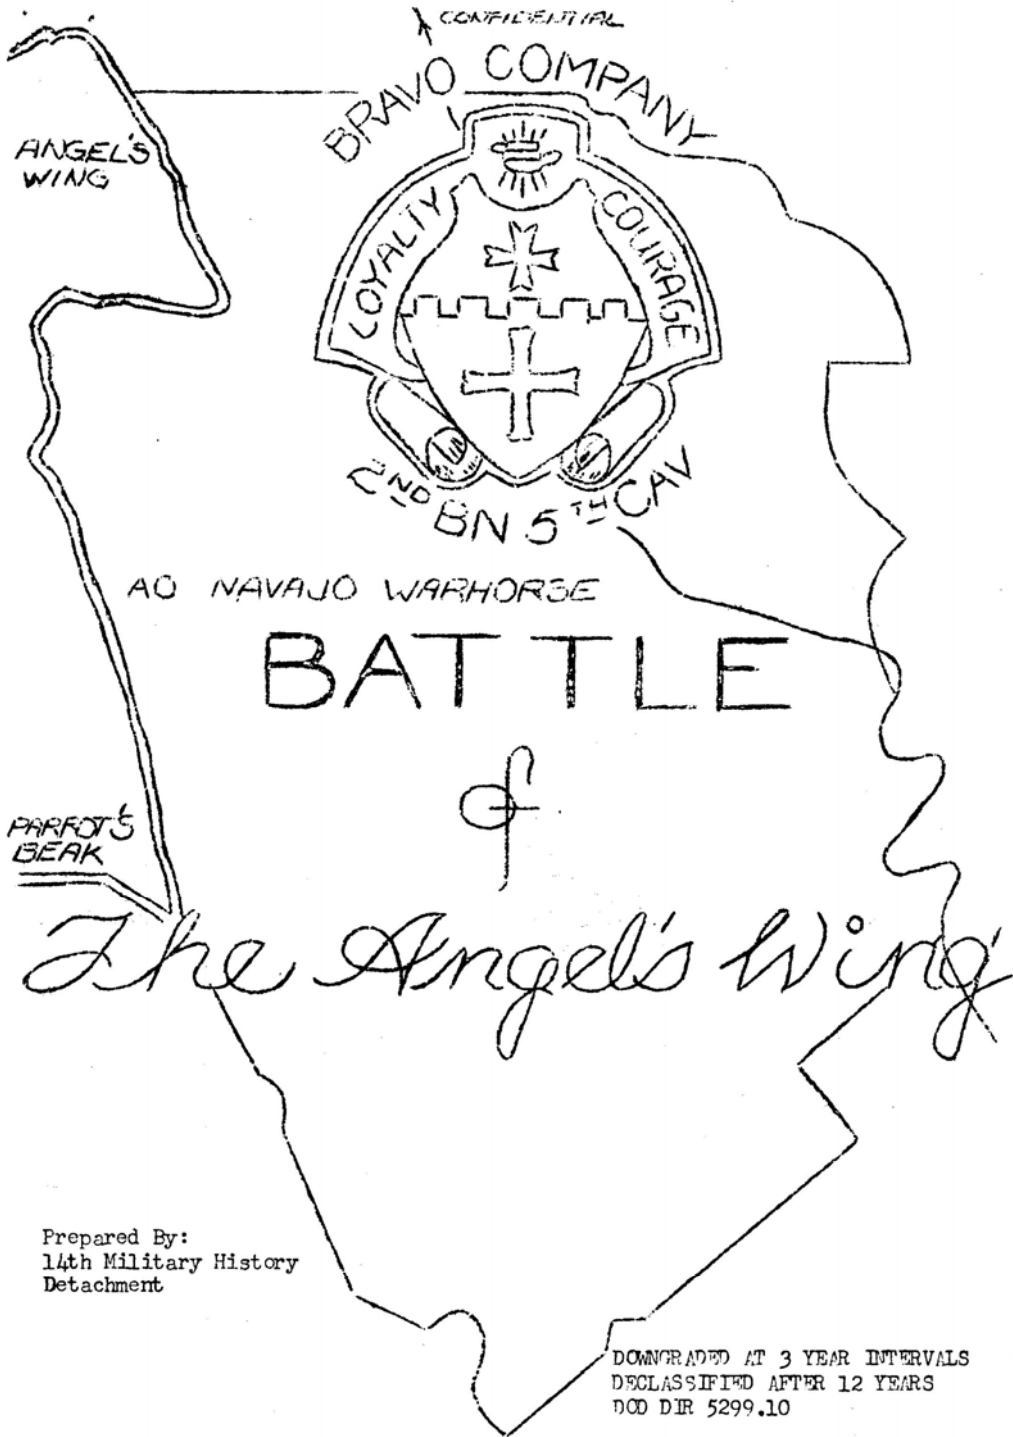 CONFIDENTIAL
BRAVO COMPANY
ANGEL'S
WING
LOYALTY
COURAGE
2ND BN 5TH CAV
AO NAVAJO WARHORSE
BATTLE
of
PARROT'S
BEAK
The Angel's Wing
Prepared By:
14th Military History
Detachment
DOWNGRADED AT 3 YEAR INTERVALS
DECLASSIFIED AFTER 12 YEARS
DOD DIR 5299.10